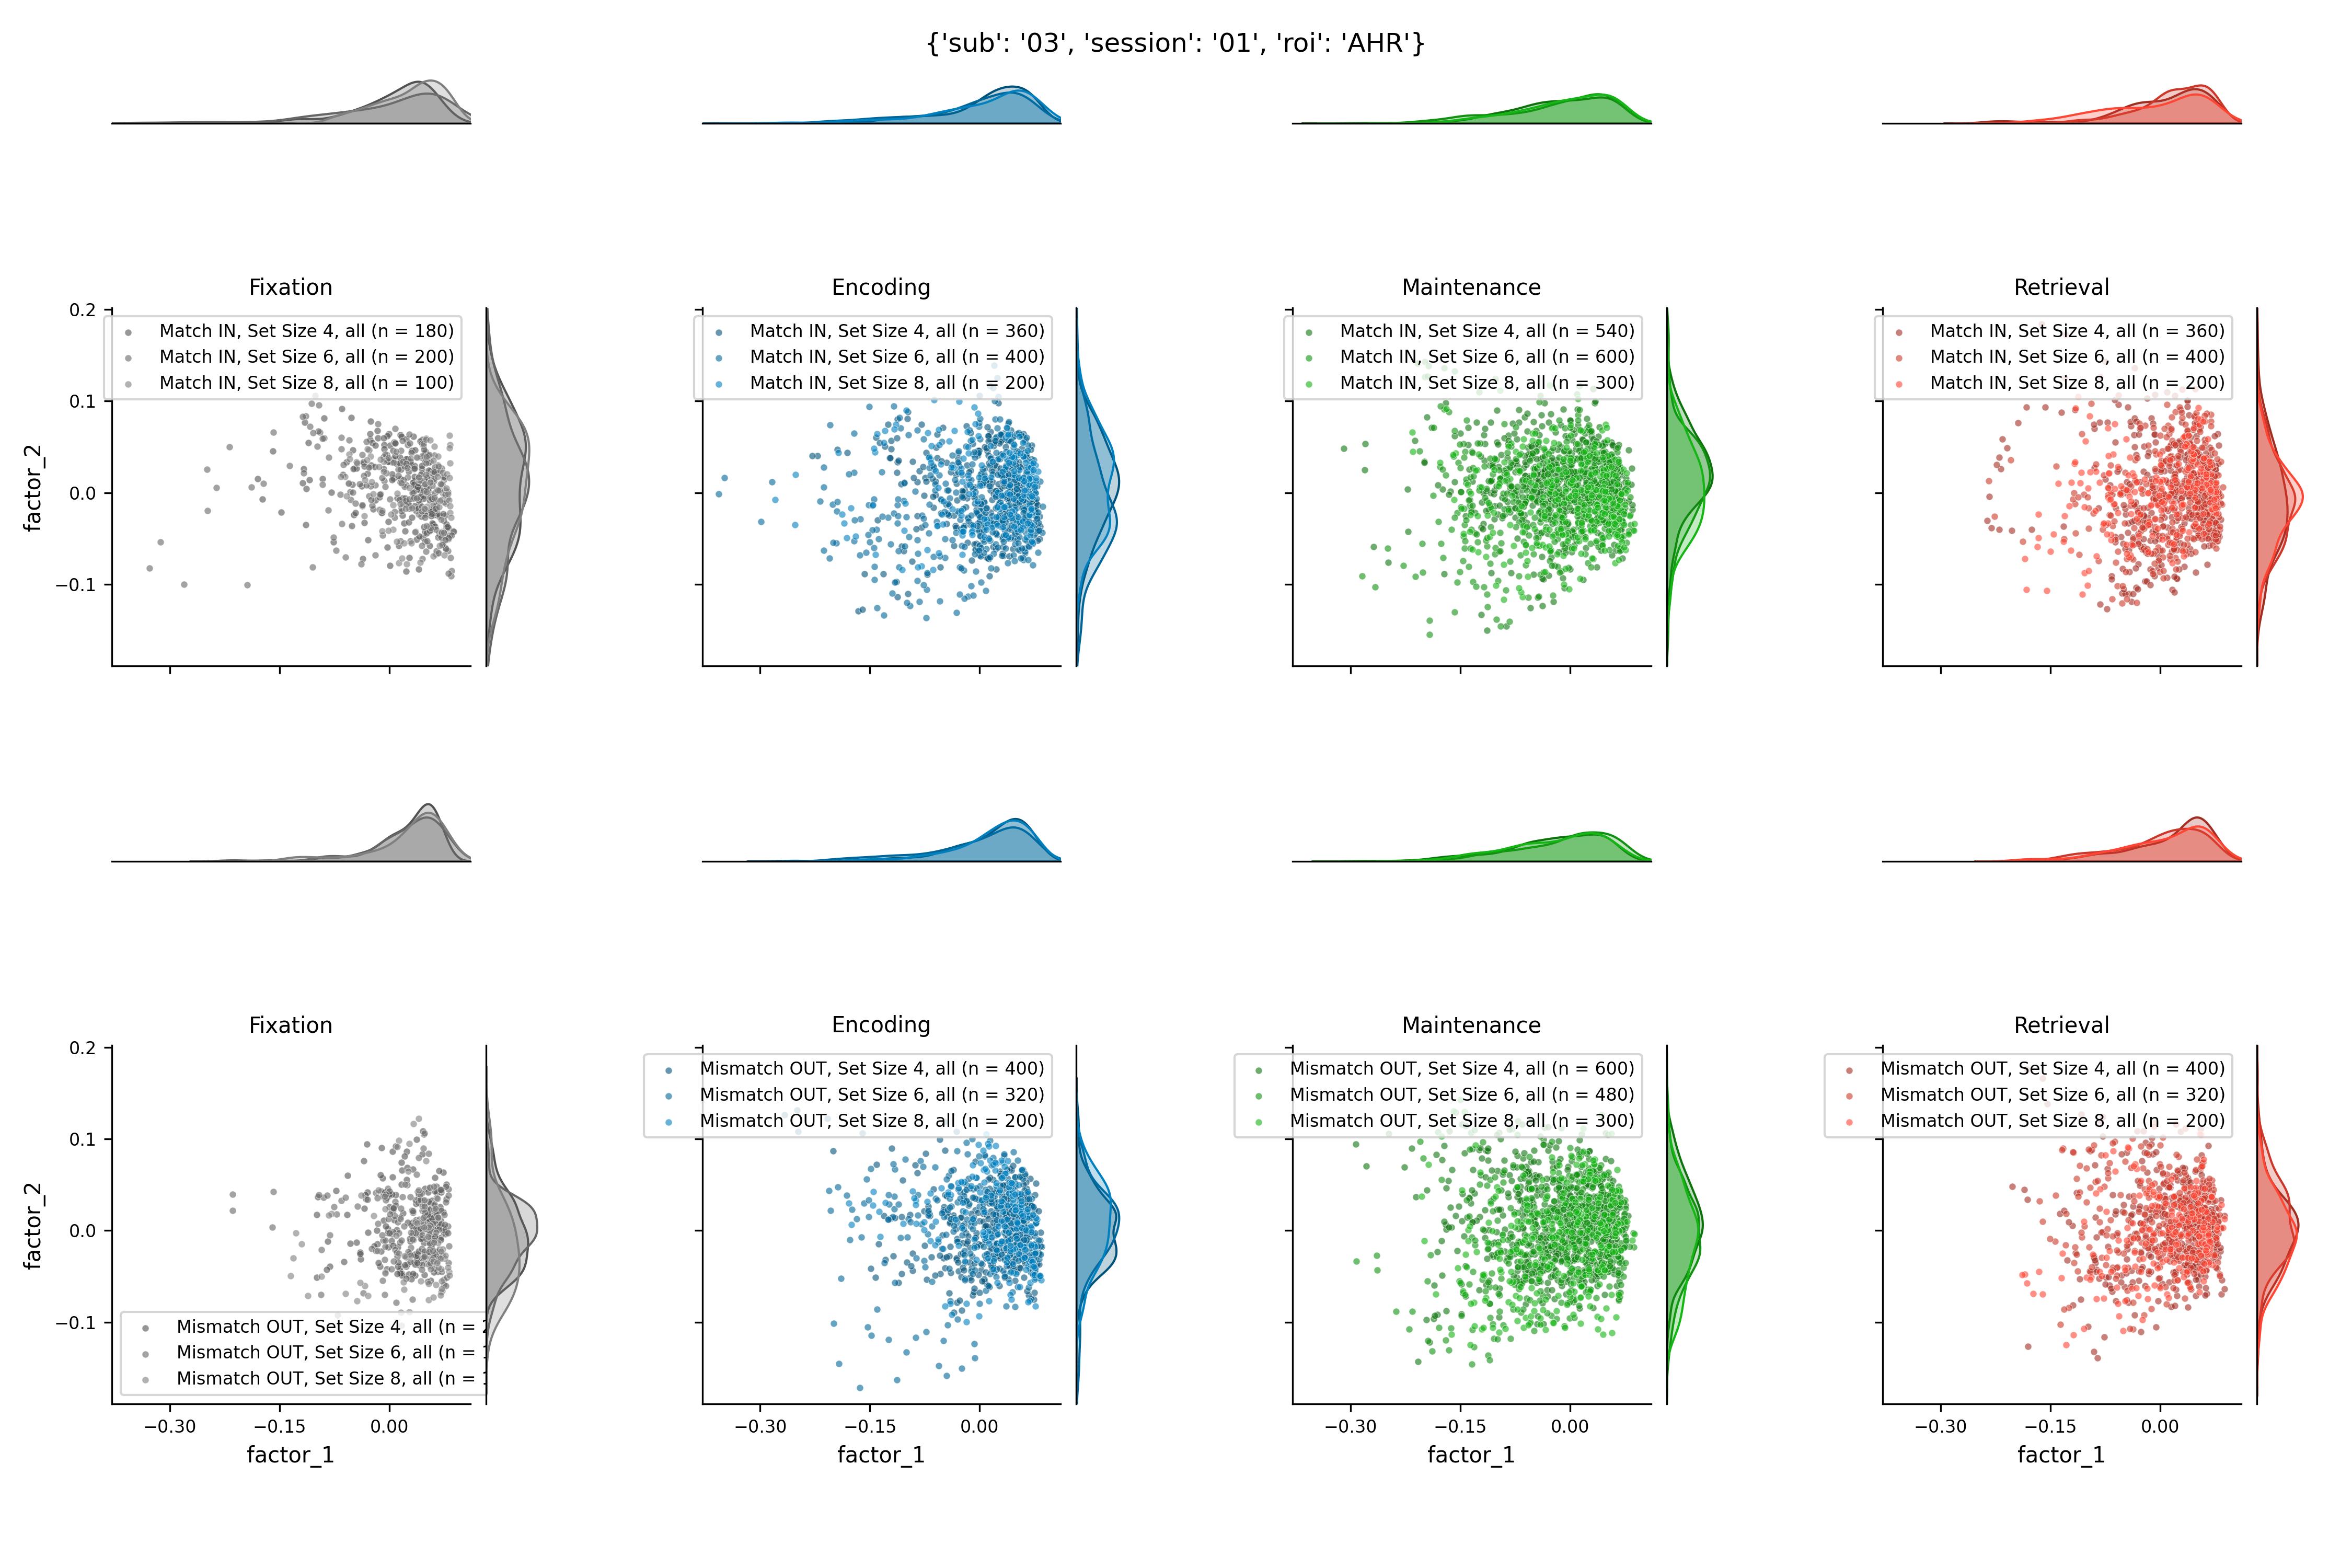 {'sub': '03', 'session': '01', 'roi': 'AHR'}
Fixation
Encoding
Maintenance
Retrieval
Match IN, Set Size 4, all (n = 180)
Match IN, Set Size 6, all (n = 200)
Match IN, Set Size 8, all (n = 100)
Match IN, Set Size 4, all (n = 360)
Match IN, Set Size 6, all (n = 400)
Match IN, Set Size 8, all (n = 200)
Match IN, Set Size 4, all (n = 540)
Match IN, Set Size 6, all (n = 600)
Match IN, Set Size 8, all (n = 300)
Match IN, Set Size 4, all (n = 360)
Match IN, Set Size 6, all (n = 400)
Match IN, Set Size 8, all (n = 200)
0.2
0.1
0.0
−0.1
factor_2
Fixation
Encoding
Maintenance
Retrieval
Mismatch OUT, Set Size 4, all (n =
Mismatch OUT, Set Size 6, all (n =
Mismatch OUT, Set Size 8, all (n =
Mismatch OUT, Set Size 4, all (n = 400)
Mismatch OUT, Set Size 6, all (n = 320)
Mismatch OUT, Set Size 8, all (n = 200)
Mismatch OUT, Set Size 4, all (n = 600)
Mismatch OUT, Set Size 6, all (n = 480)
Mismatch OUT, Set Size 8, all (n = 300)
Mismatch OUT, Set Size 4, all (n = 400)
Mismatch OUT, Set Size 6, all (n = 320)
Mismatch OUT, Set Size 8, all (n = 200)
0.2
0.1
0.0
−0.1
factor_2
−0.30 −0.15 0.00
factor_1
−0.30 −0.15 0.00
factor_1
−0.30 −0.15 0.00
factor_1
−0.30 −0.15 0.00
factor_1